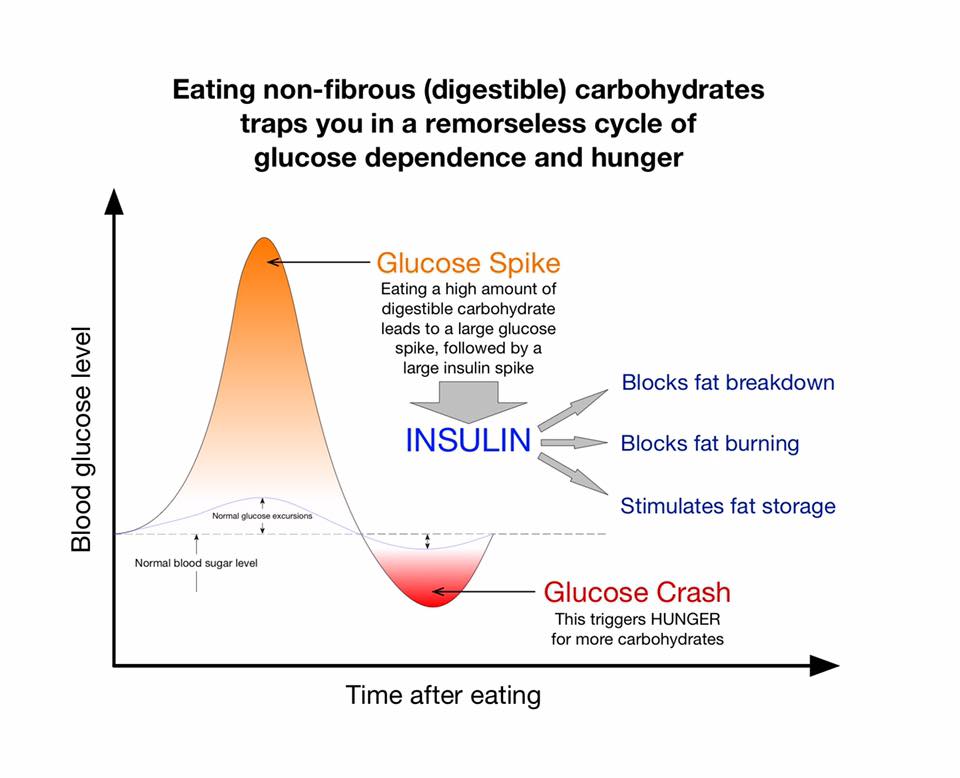 Eating non-fibrous (digestible) carbohydrates
traps you in a remorseless cycle of
glucose dependence and hunger
Blood glucose level
Glucose Spike
Eating a high amount of
digestible carbohydrate
leads to a large glucose
spike, followed by a
large insulin spike
INSULIN
Blocks fat breakdown
Blocks fat burning
Stimulates fat storage
Normal glucose excursions
Normal blood sugar level
Glucose Crash
This triggers HUNGER
for more carbohydrates
Time after eating